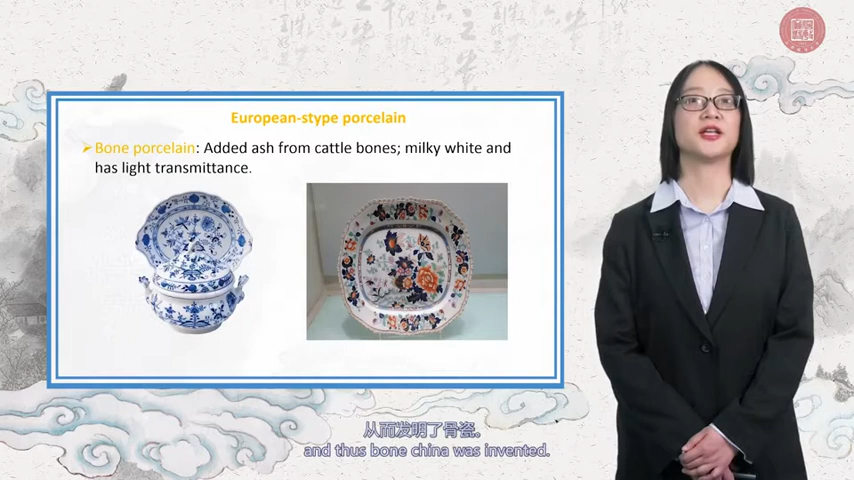 European-stype porcelain
➢Bone porcelain: Added ash from cattle bones; milky white and
has light transmittance.
从而发明了骨瓷。
and thus bone china was invented.